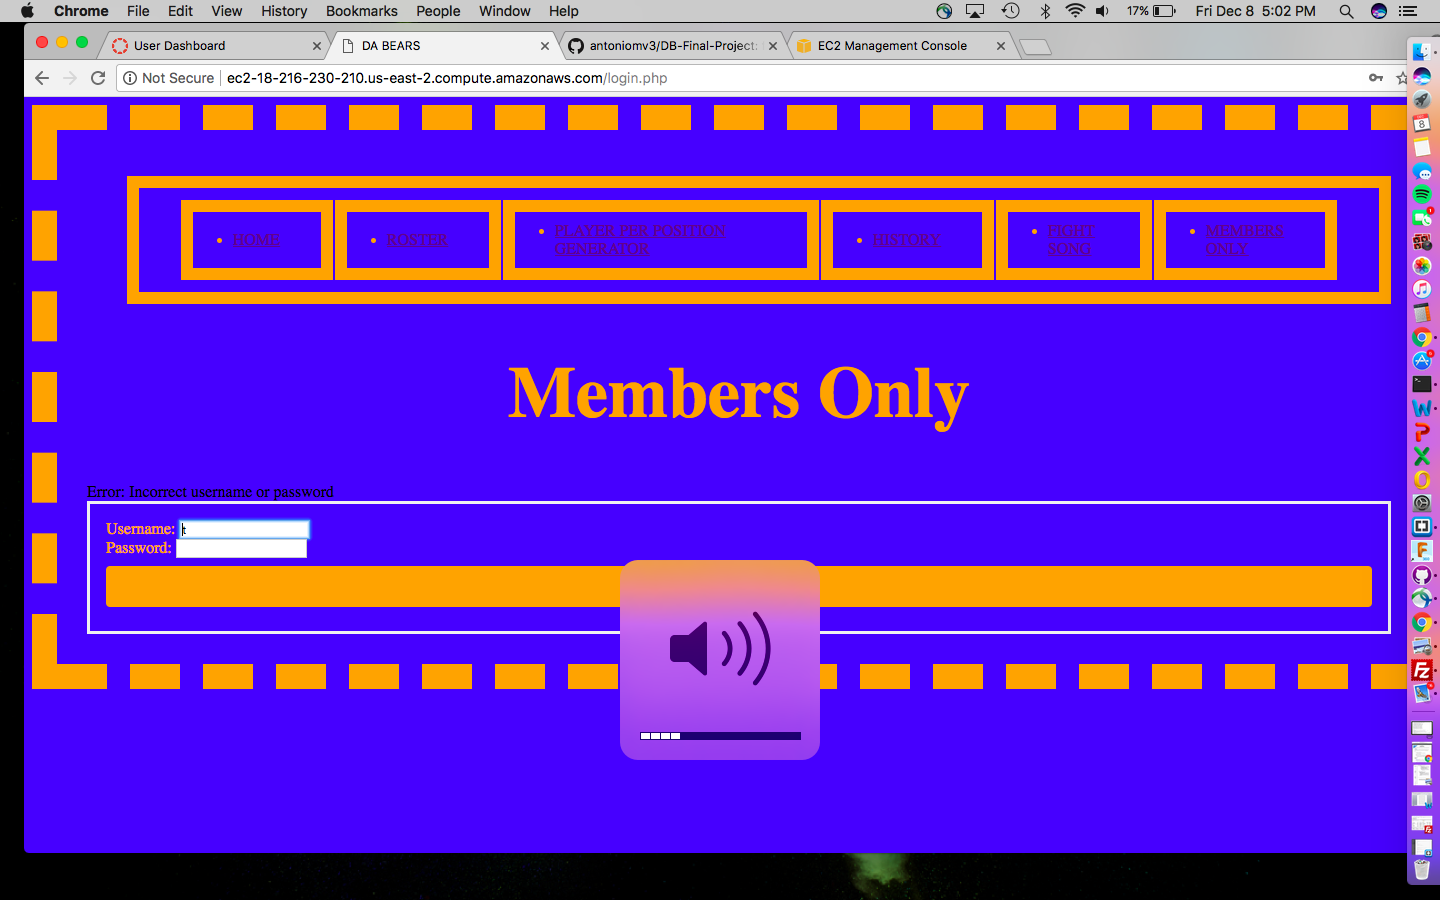 Chrome File Edit View History Bookmarks People Window Help 17% Fri Dec 8 5:02 PM
User Dashboard DA BEARS antoniomv3/DB-Final-Project: EC2 Management Console
Not Secure ec2-18-216-230-210.us-east-2.compute.amazonaws.com/login.php
HOME ROSTER PLAYER PER POSITION HISTORY FIGHT MEMBERS
GENERATOR SONG ONLY
Members Only
Error: Incorrect username or password
Username: t
Password: